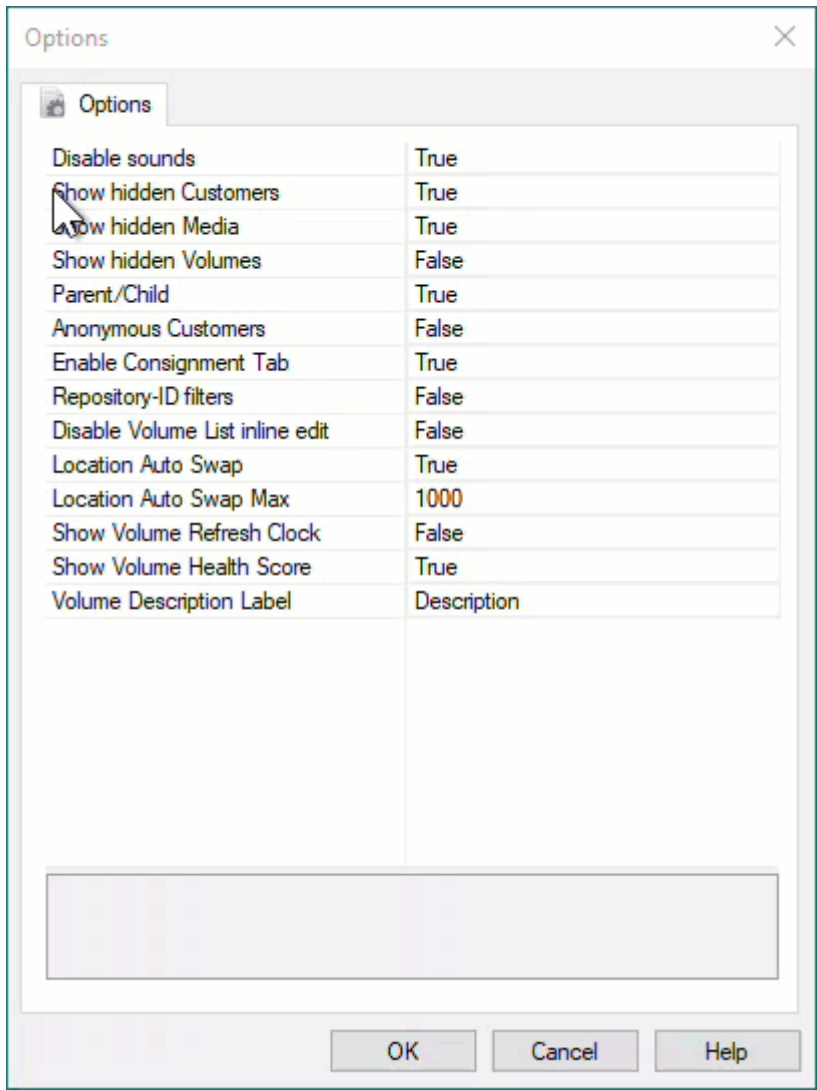 Options
Options
Disable sounds True
Show hidden Customers True
Show hidden Media True
Show hidden Volumes False
Parent/Child True
Anonymous Customers False
Enable Consignment Tab True
Repository-ID filters False
Disable Volume List inline edit False
Location Auto Swap True
Location Auto Swap Max 1000
Show Volume Refresh Clock False
Show Volume Health Score True
Volume Description Label Description
OK Cancel Help